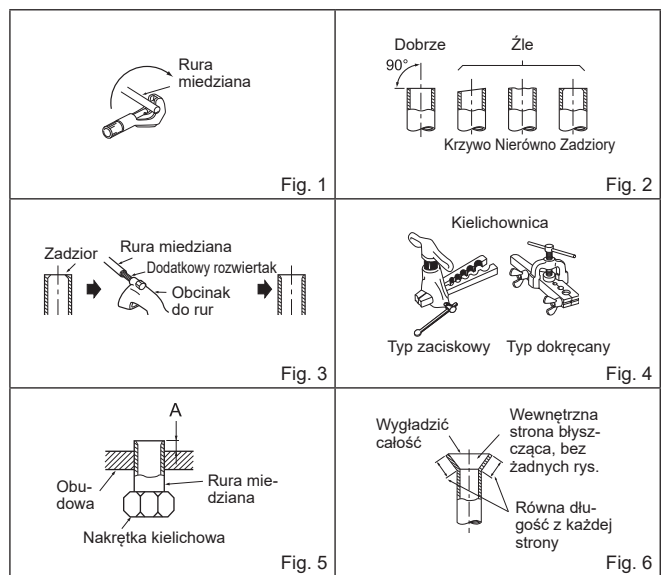 Rura
miedziana
Fig. 1
Dobrze
Źle
90°
Krzywo Nierówno Zadziory
Fig. 2
Zadzior
Rura miedziana
Dodatkowy rozwiertak
Obcinak
do rur
Fig. 3
Kielichownica
Typ zaciskowy
Typ dokręcany
Fig. 4
A
Obu-
dowa
Rura mie-
dziana
Nakrętka kielichowa
Fig. 5
Wygładzić
całość
Wewnętrzna
strona błysz-
cząca, bez
żadnych rys.
Równa dłu-
gość z każdej
strony
Fig. 6